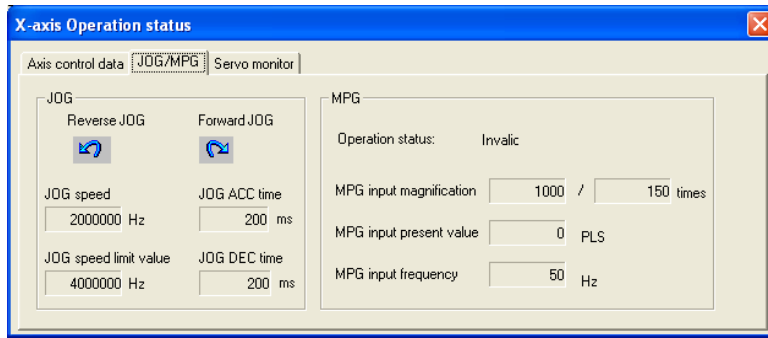 X-axis Operation status
Axis control data JOG/MPG Servo monitor
JOG
Reverse JOG Forward JOG
JOG speed JOG ACC time
2000000 Hz 200 ms
JOG speed limit value JOG DEC time
4000000 Hz 200 ms
MPG
Operation status: Invalic
MPG input magnification 1000 / 150 times
MPG input present value 0 PLS
MPG input frequency 50 Hz